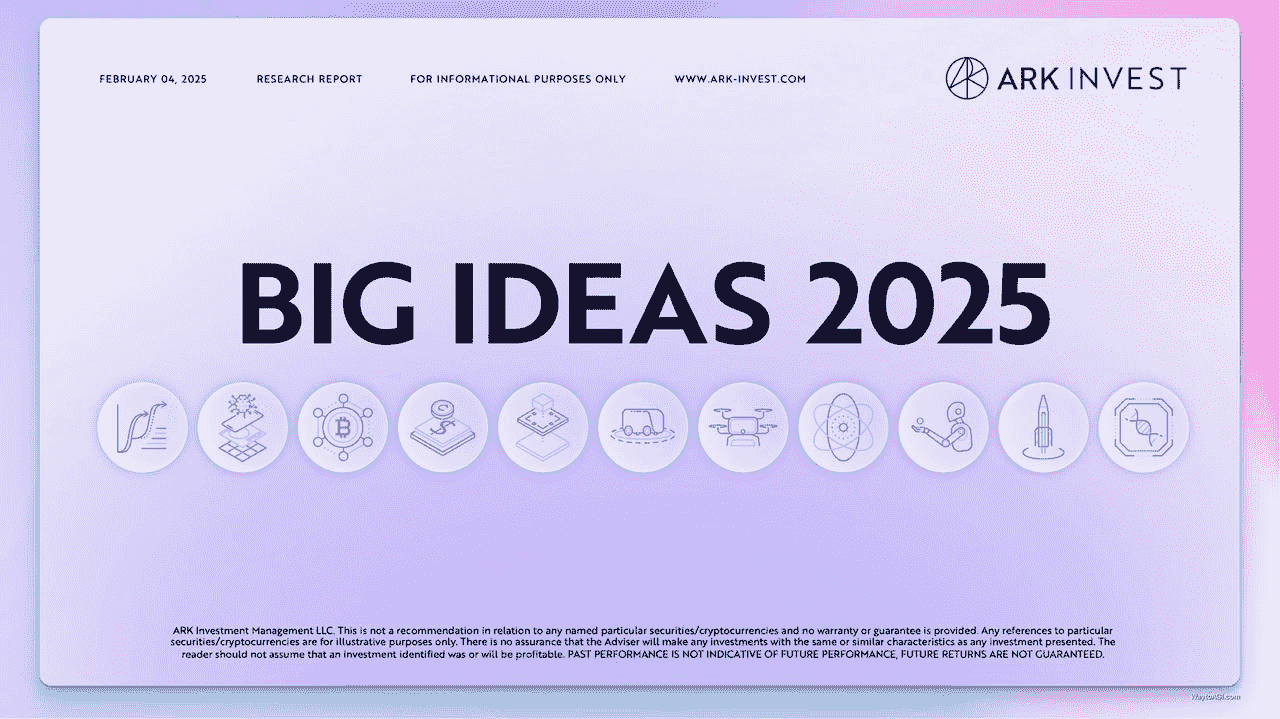 FEBRUARY 04, 2025 RESEARCH REPORT FOR INFORMATIONAL PURPOSES ONLY WWW.ARK-INVEST.COM
ARK INVEST
BIG IDEAS 2025
ARK Investment Management LLC. This is not a recommendation in relation to any named particular securities/cryptocurrencies and no warranty or guarantee is provided. Any references to particular
securities/cryptocurrencies are for illustrative purposes only. There is no assurance that the Adviser will make any investments with the same or similar characteristics as any investment presented. The
reader should not assume that an investment identified was or will be profitable. PAST PERFORMANCE IS NOT INDICATIVE OF FUTURE PERFORMANCE, FUTURE RETURNS ARE NOT GUARANTEED.
WaytoAGI.com